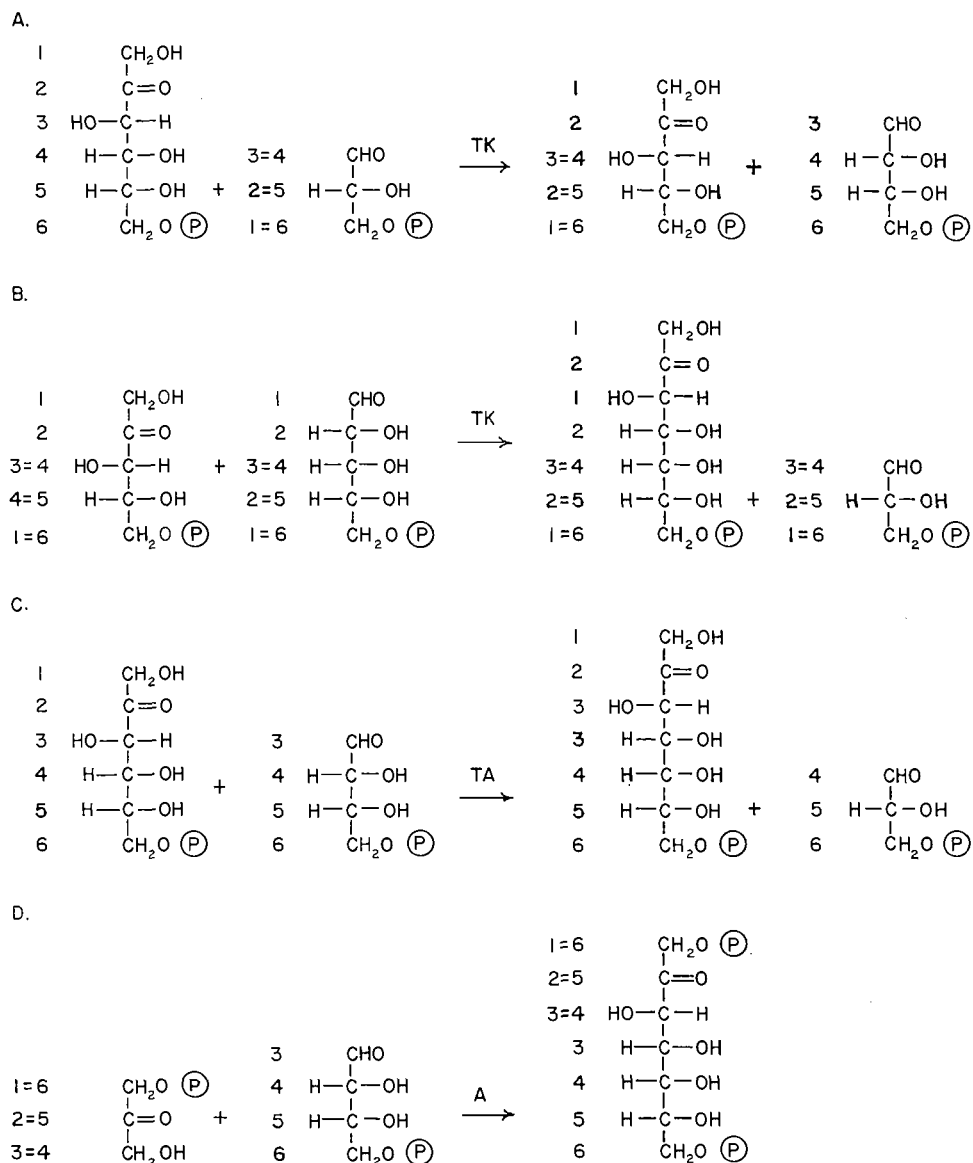 A.
1 CH₂OH
2 C=O 1 CH₂OH
3 HO–C–H 2 C=O 3 CHO
4 H–C–OH 3=4 CHO TK 3=4 HO–C–H + 4 H–C–OH
5 H–C–OH + 2=5 H–C–OH 2=5 H–C–OH 5 H–C–OH
6 CH₂O P 1=6 CH₂O P 1=6 CH₂O P 6 CH₂O P
B.
1 CH₂OH
2 C=O
1 CH₂OH 1 CHO 1 HO–C–H
2 C=O 2 H–C–OH TK 2 H–C–OH
3=4 HO–C–H + 3=4 H–C–OH 3=4 H–C–OH 3=4 CHO
4=5 H–C–OH 2=5 H–C–OH 2=5 H–C–OH + 2=5 H–C–OH
1=6 CH₂O P 1=6 CH₂O P 1=6 CH₂O P 1=6 CH₂O P
C.
1 CH₂OH
1 CH₂OH 2 C=O
2 C=O 3 HO–C–H
3 HO–C–H 3 CHO 3 H–C–OH
4 H–C–OH + 4 H–C–OH TA 4 H–C–OH 4 CHO
5 H–C–OH 5 H–C–OH 5 H–C–OH + 5 H–C–OH
6 CH₂O P 6 CH₂O P 6 CH₂O P 6 CH₂O P
D.
1=6 CH₂O P
2=5 C=O
3=4 HO–C–H
3 CHO 3 H–C–OH
1=6 CH₂O P 4 H–C–OH A 4 H–C–OH
2=5 C=O + 5 H–C–OH 5 H–C–OH
3=4 CH₂OH 6 CH₂O P 6 CH₂O P